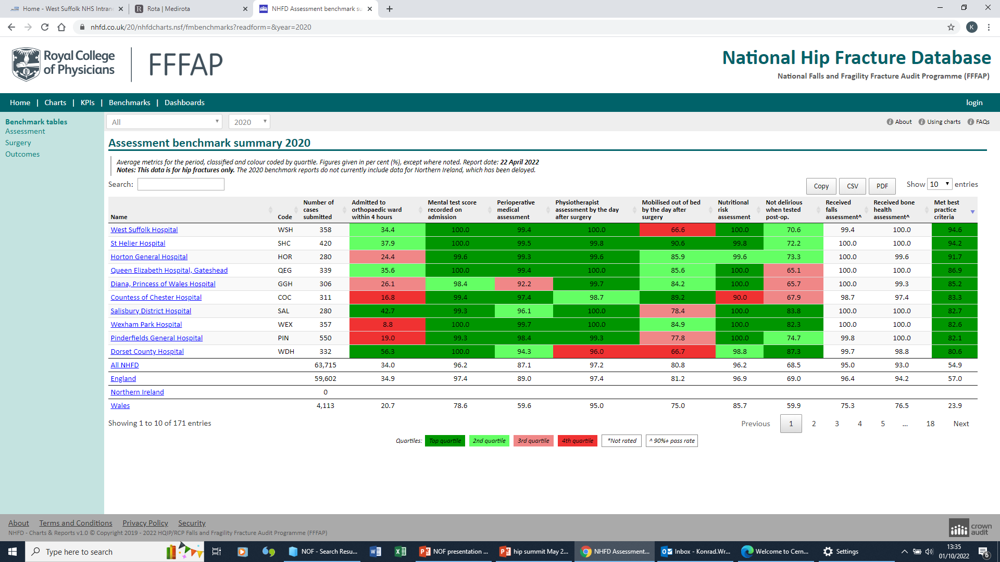 Home - West Suffolk NHS Intrane
Rota | Medirota
NHFD Assessment benchmark su
nhfd.co.uk/20/nhfdcharts.nsf/fmbenchmarks?readform=&year=2020
K
Royal College of Physicians
FFFAP
National Hip Fracture Database
National Falls and Fragility Fracture Audit Programme (FFFAP)
Home | Charts | KPIs | Benchmarks | Dashboards
login
Benchmark tables
Assessment
Surgery
Outcomes
All
2020
About
Using charts
FAQs
Assessment benchmark summary 2020
Average metrics for the period, classified and colour coded by quartile. Figures given in per cent (%), except where noted. Report date: 22 April 2022
Notes: This data is for hip fractures only. The 2020 benchmark reports do not currently include data for Northern Ireland, which has been delayed.
Search:
Copy CSV PDF Show 10 entries
Name Code Number of cases submitted Admitted to orthopaedic ward within 4 hours Mental test score recorded on admission Perioperative medical assessment Physiotherapist assessment by the day after surgery Mobilised out of bed by the day after surgery Nutritional risk assessment Not delirious when tested post-op. Received falls assessment^ Received bone health assessment^ Met best practice criteria
West Suffolk Hospital WSH 358 34.4 100.0 99.4 100.0 66.6 100.0 70.6 99.4 100.0 94.6
St Helier Hospital SHC 420 37.9 100.0 99.5 99.8 90.6 99.8 72.2 100.0 100.0 94.2
Horton General Hospital HOR 280 24.4 99.6 99.3 99.6 85.9 99.6 73.3 100.0 99.6 91.7
Queen Elizabeth Hospital, Gateshead QEG 339 35.6 100.0 99.4 100.0 85.6 100.0 65.1 100.0 100.0 86.9
Diana, Princess of Wales Hospital GGH 306 26.1 98.4 92.2 99.7 84.2 100.0 65.7 100.0 99.3 85.2
Countess of Chester Hospital COC 311 16.8 99.4 97.4 98.7 89.2 90.0 67.9 98.7 97.4 83.3
Salisbury District Hospital SAL 280 42.7 99.3 96.1 100.0 78.4 100.0 83.8 100.0 100.0 82.7
Wexham Park Hospital WEX 357 8.8 100.0 99.7 100.0 84.9 100.0 82.3 100.0 100.0 82.6
Pinderfields General Hospital PIN 550 19.0 99.3 98.4 99.3 77.8 100.0 74.7 99.8 100.0 82.1
Dorset County Hospital WDH 332 56.3 100.0 94.3 96.0 66.7 98.8 87.3 99.7 98.8 80.6
All NHFD 63,715 34.0 96.2 87.1 97.2 80.8 96.2 68.5 95.0 93.0 54.9
England 59,602 34.9 97.4 89.0 97.4 81.2 96.9 69.0 96.4 94.2 57.0
Northern Ireland 0
Wales 4,113 20.7 78.6 59.6 95.0 75.0 85.7 59.9 75.3 76.5 23.9
Showing 1 to 10 of 171 entries
Previous 1 2 3 4 5 ... 18 Next
Quartiles: Top quartile 2nd quartile 3rd quartile 4th quartile *Not rated ^ 90%+ pass rate
About Terms and Conditions Privacy Policy Security
NHFD - Charts & Reports v1.0 © Copyright 2019 - 2022 HQIP/RCP Falls and Fragility Fracture Audit Programme (FFFAP)
crown audit
Type here to search
NOF - Search Resu...
NOF presentation ...
hip summit May 2...
NHFD Assessment...
Inbox - Konrad.Wr...
Welcome to Cern...
Settings
13:35
01/10/2022
6